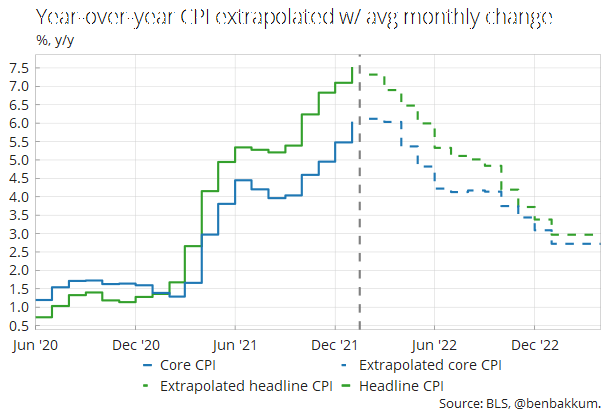 Year-over-year CPI extrapolated w/ avg monthly change
%, y/y
7.5
7.0
6.5
6.0
5.5
5.0
4.5
4.0
3.5
3.0
2.5
2.0
1.5
1.0
0.5
Jun '20 Dec '20 Jun '21 Dec '21 Jun '22 Dec '22
Core CPI Extrapolated core CPI
Extrapolated headline CPI Headline CPI
Source: BLS, @benbakkum.